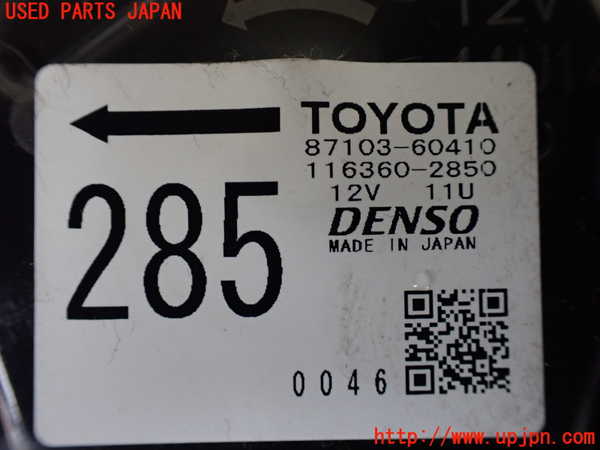 USED PARTS JAPAN
12V
TOYOTA
87103-60410
116360-2850
12V 11U
DENSO
MADE IN JAPAN
285
0046
http://www.upjpn.com/